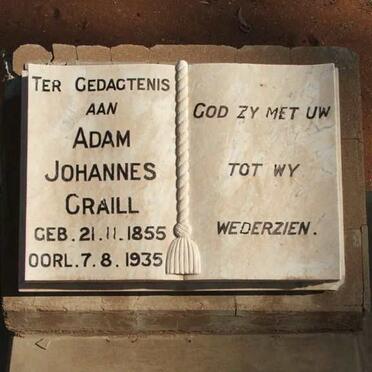 TER GEDACTENIS
AAN
ADAM
JOHANNES
GRAILL
GEB. 21.11.1855
OORL. 7.8.1935
GOD ZY MET UW
TOT WY
WEDERZIEN.